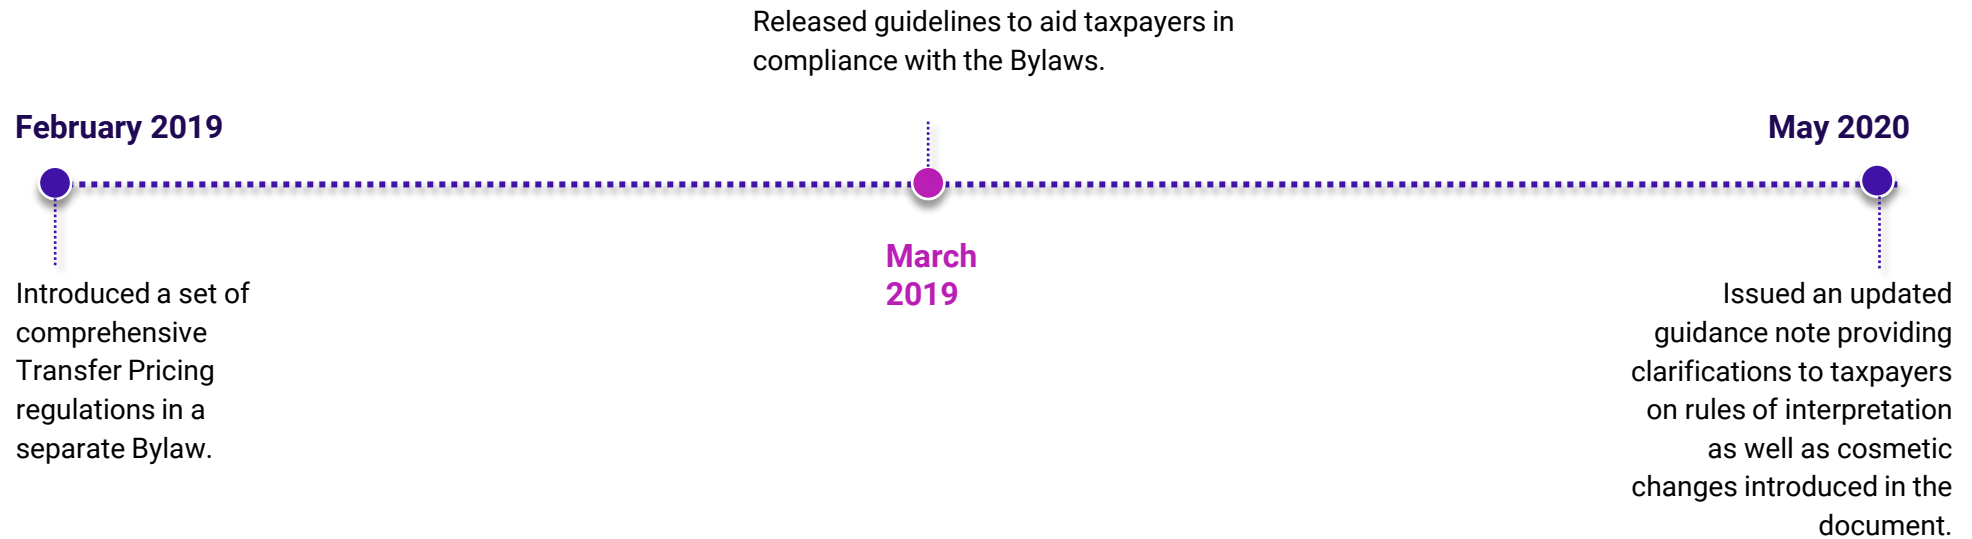 Released guidelines to aid taxpayers in
compliance with the Bylaws.
February 2019
May 2020
March
2019
Introduced a set of
comprehensive
Transfer Pricing
regulations in a
separate Bylaw.
Issued an updated
guidance note providing
clarifications to taxpayers
on rules of interpretation
as well as cosmetic
changes introduced in the
document.